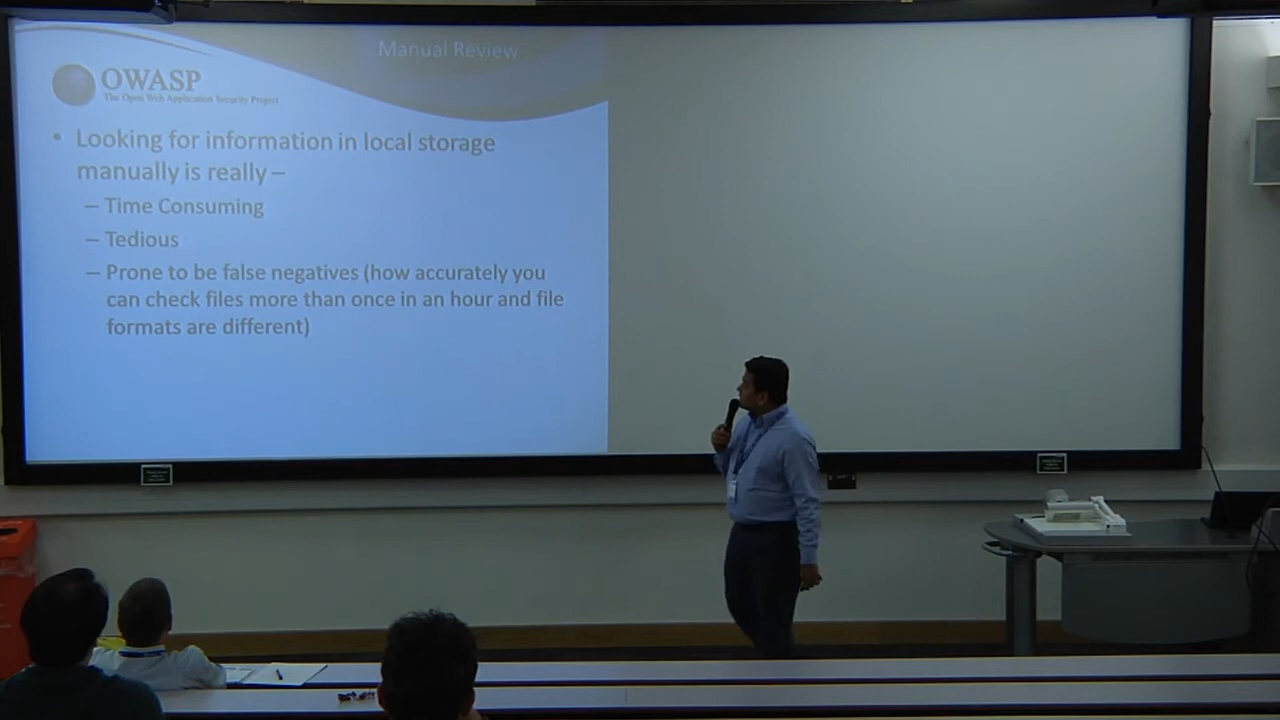 Manual Review
OWASP
The Open Web Application Security Project
• Looking for information in local storage
manually is really –
– Time Consuming
– Tedious
– Prone to be false negatives (how accurately you
can check files more than once in an hour and file
formats are different)